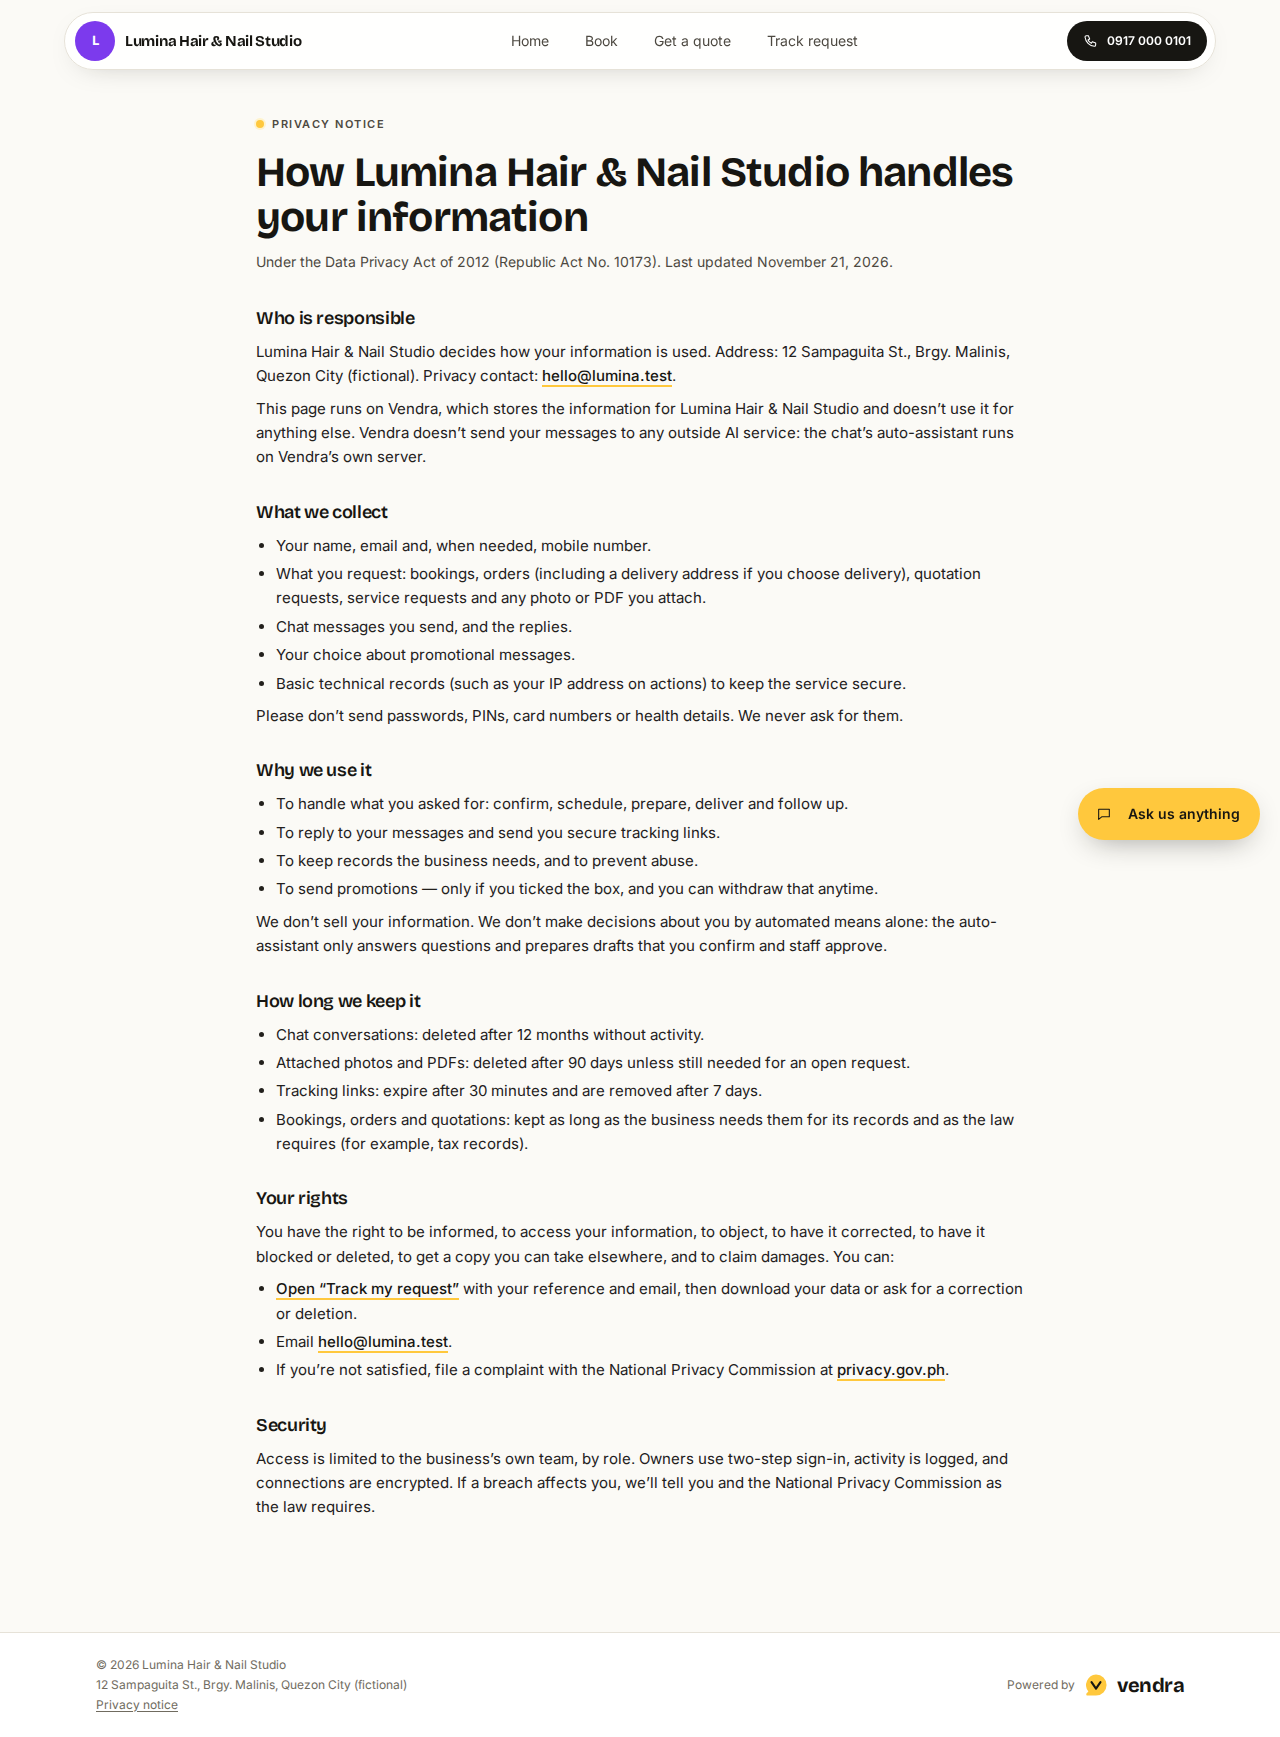 L
Lumina Hair & Nail Studio
Home
Book
Get a quote
Track request
0917 000 0101
PRIVACY NOTICE
How Lumina Hair & Nail Studio handles
your information
Under the Data Privacy Act of 2012 (Republic Act No. 10173). Last updated November 21, 2026.
Who is responsible
Lumina Hair & Nail Studio decides how your information is used. Address: 12 Sampaguita St., Brgy. Malinis,
Quezon City (fictional). Privacy contact: hello@lumina.test.
This page runs on Vendra, which stores the information for Lumina Hair & Nail Studio and doesn’t use it for
anything else. Vendra doesn’t send your messages to any outside AI service: the chat’s auto-assistant runs
on Vendra’s own server.
What we collect
• Your name, email and, when needed, mobile number.
• What you request: bookings, orders (including a delivery address if you choose delivery), quotation
requests, service requests and any photo or PDF you attach.
• Chat messages you send, and the replies.
• Your choice about promotional messages.
• Basic technical records (such as your IP address on actions) to keep the service secure.
Please don’t send passwords, PINs, card numbers or health details. We never ask for them.
Why we use it
• To handle what you asked for: confirm, schedule, prepare, deliver and follow up.
Ask us anything
• To reply to your messages and send you secure tracking links.
• To keep records the business needs, and to prevent abuse.
• To send promotions — only if you ticked the box, and you can withdraw that anytime.
We don’t sell your information. We don’t make decisions about you by automated means alone: the auto-
assistant only answers questions and prepares drafts that you confirm and staff approve.
How long we keep it
• Chat conversations: deleted after 12 months without activity.
• Attached photos and PDFs: deleted after 90 days unless still needed for an open request.
• Tracking links: expire after 30 minutes and are removed after 7 days.
• Bookings, orders and quotations: kept as long as the business needs them for its records and as the law
requires (for example, tax records).
Your rights
You have the right to be informed, to access your information, to object, to have it corrected, to have it
blocked or deleted, to get a copy you can take elsewhere, and to claim damages. You can:
• Open “Track my request” with your reference and email, then download your data or ask for a correction
or deletion.
• Email hello@lumina.test.
• If you’re not satisfied, file a complaint with the National Privacy Commission at privacy.gov.ph.
Security
Access is limited to the business’s own team, by role. Owners use two-step sign-in, activity is logged, and
connections are encrypted. If a breach affects you, we’ll tell you and the National Privacy Commission as
the law requires.
© 2026 Lumina Hair & Nail Studio
12 Sampaguita St., Brgy. Malinis, Quezon City (fictional)
Privacy notice
Powered by vendra